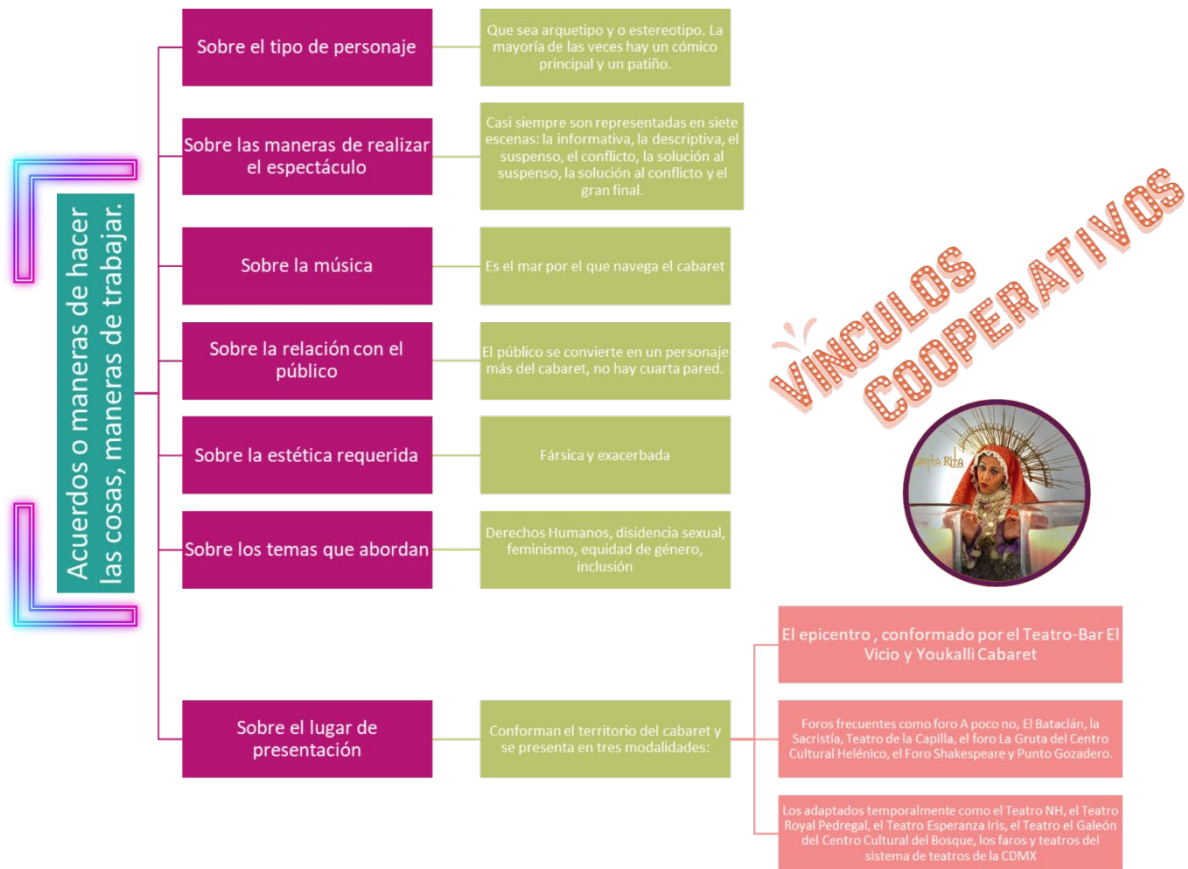 Acuerdos o maneras de hacer
las cosas, maneras de trabajar.
Sobre el tipo de personaje
Que sea arquetipo y o estereotipo. La
mayoría de las veces hay un cómico
principal y un patiño.
Sobre las maneras de realizar
el espectáculo
Casi siempre son representadas en siete
escenas: la informativa, la descriptiva, el
suspenso, el conflicto, la solución al
suspenso, la solución al conflicto y el
gran final.
Sobre la música
Es el mar por el que navega el cabaret
Sobre la relación con el
público
El público se convierte en un personaje
más del cabaret, no hay cuarta pared.
Sobre la estética requerida
Fársica y exacerbada
Sobre los temas que abordan
Derechos Humanos, disidencia sexual,
feminismo, equidad de género,
inclusión
Sobre el lugar de
presentación
Conforman el territorio del cabaret y
se presenta en tres modalidades:
El epicentro , conformado por el Teatro-Bar El
Vicio y Youkalli Cabaret
Foros frecuentes como foro A poco no, El Bataclán, la
Sacristía, Teatro de la Capilla, el foro La Gruta del Centro
Cultural Helénico, el Foro Shakespeare y Punto Gozadero.
Los adaptados temporalmente como el Teatro NH, el Teatro
Royal Pedregal, el Teatro Esperanza Iris, el Teatro el Galeón
del Centro Cultural del Bosque, los faros y teatros del
sistema de teatros de la CDMX
VINCULOS
COOPERATIVOS
Rita